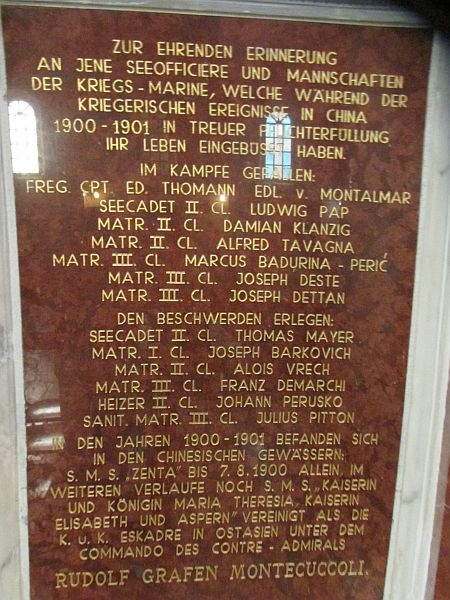 ZUR EHRENDEN ERINNERUNG
AN JENE SEEOFFICIERE UND MANNSCHAFTEN
DER KRIEGS-MARINE, WELCHE WÄHREND DER
KRIEGERISCHEN EREIGNISSE IN CHINA
1900-1901 IN TREUER PFLICHTERFÜLLUNG
IHR LEBEN EINGEBÜSST HABEN.
IM KAMPFE GEFALLEN:
FREG. CPT. ED. THOMANN EDL. v. MONTALMAR
SEECADET II. CL. LUDWIG PAP
MATR. II. CL. DAMIAN KLANZIG
MATR. II. CL. ALFRED TAVAGNA
MATR. III. CL. MARCUS BADURINA-PERIĆ
MATR. III. CL. JOSEPH DESTE
MATR. III. CL. JOSEPH DETTAN
DEN BESCHWERDEN ERLEGEN:
SEECADET II. CL. THOMAS MAYER
MATR. I. CL. JOSEPH BARKOVICH
MATR. II. CL. ALOIS VRECH
MATR. III. CL. FRANZ DEMARCHI
HEIZER II. CL. JOHANN PERUSKO
SANIT. MATR. III. CL. JULIUS PITTON
IN DEN JAHREN 1900-1901 BEFANDEN SICH
IN DEN CHINESISCHEN GEWÄSSERN:
S. M. S. „ZENTA" BIS 7. 8. 1900 ALLEIN, IM
WEITEREN VERLAUFE NOCH S. M. S. „KAISERIN
UND KÖNIGIN MARIA THERESIA, KAISERIN
ELISABETH UND ASPERN" VEREINIGT ALS DIE
K. u. K. ESKADRE IN OSTASIEN UNTER DEM
COMMANDO DES CONTRE-ADMIRALS
RUDOLF GRAFEN MONTECUCCOLI.